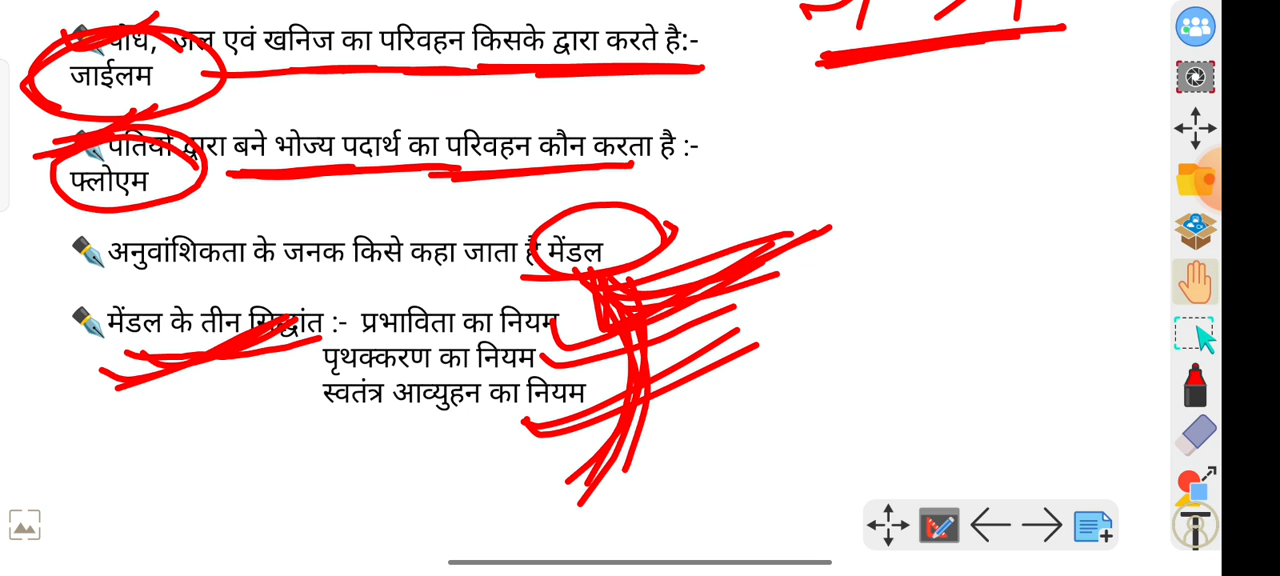 पौधे, जल एवं खनिज का परिवहन किसके द्वारा करते है:-
जाईलम
पतियों द्वारा बने भोज्य पदार्थ का परिवहन कौन करता है :-
फ्लोएम
अनुवांशिकता के जनक किसे कहा जाता है मेंडल
मेंडल के तीन सिद्धांत :- प्रभाविता का नियम
पृथक्करण का नियम
स्वतंत्र आव्युहन का नियम